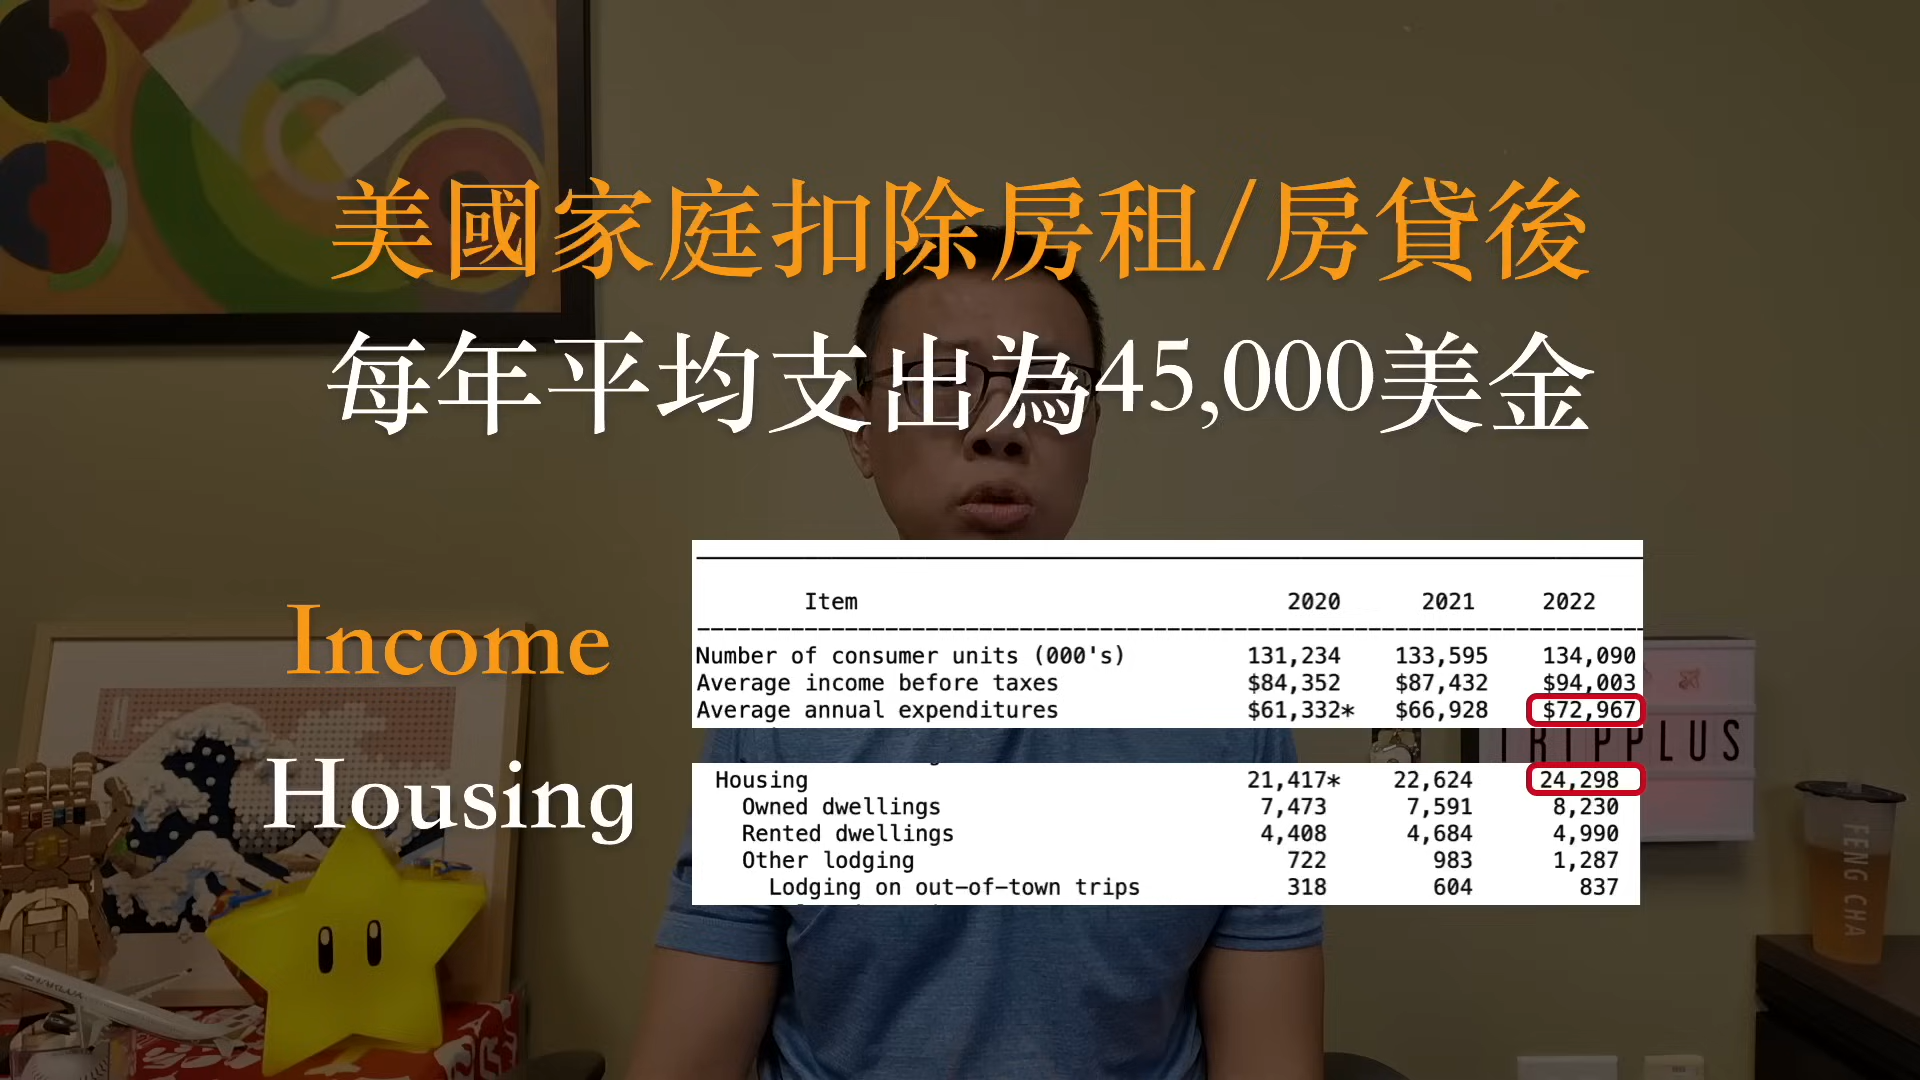 美國家庭扣除房租/房貸後
每年平均支出為45,000美金
Income
Item 2020 2021 2022
Number of consumer units (000's) 131,234 133,595 134,090
Average income before taxes $84,352 $87,432 $94,003
Average annual expenditures $61,332* $66,928 $72,967
TRIPPLUS
Housing
Housing 21,417* 22,624 24,298
Owned dwellings 7,473 7,591 8,230
Rented dwellings 4,408 4,684 4,990
Other lodging 722 983 1,287
Lodging on out-of-town trips 318 604 837
FENG CHA